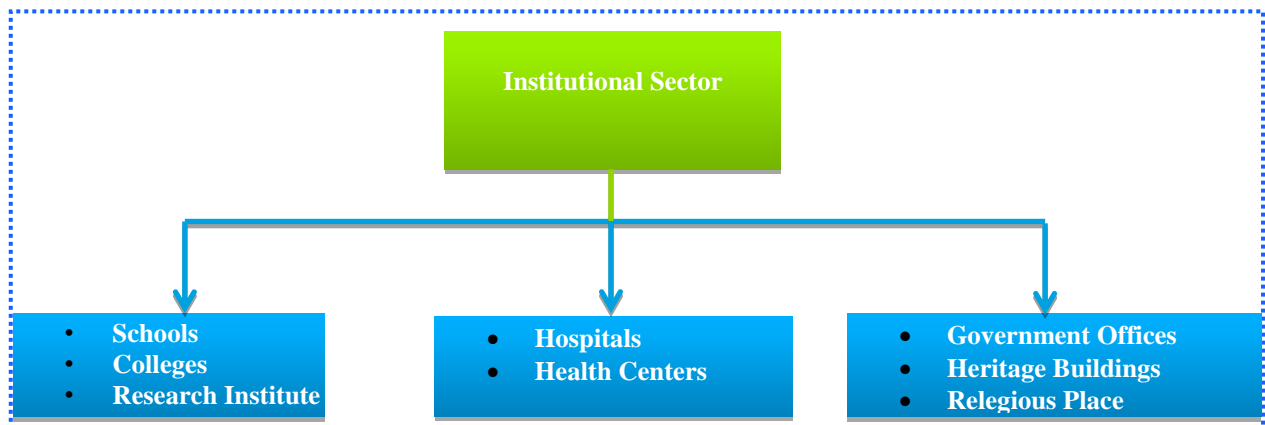 Institutional Sector
• Schools
• Colleges
• Research Institute
• Hospitals
• Health Centers
• Government Offices
• Heritage Buildings
• Relegious Place